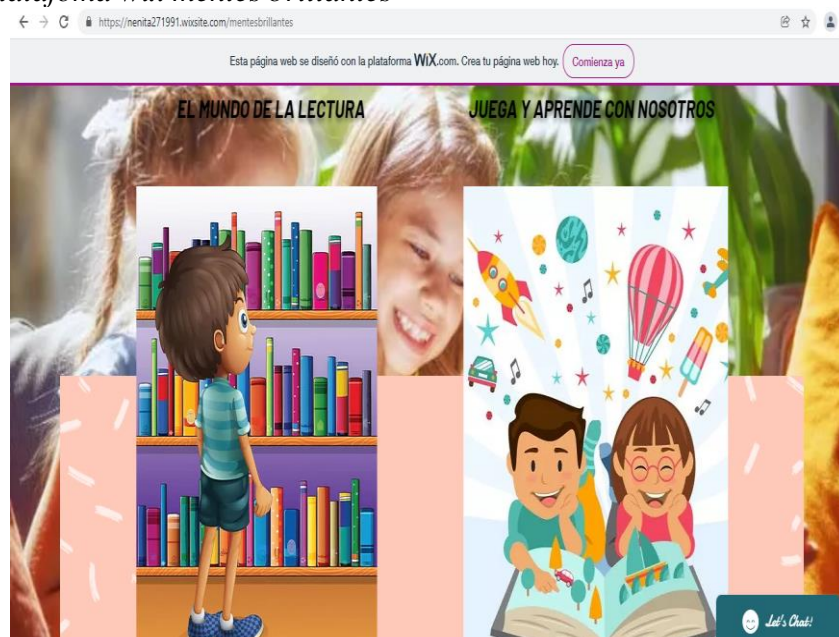 https://nenita271991.wixsite.com/mentesbrillantes
Esta página web se diseñó con la plataforma WiX.com. Crea tu página web hoy. Comienza ya
EL MUNDO DE LA LECTURA
JUEGA Y APRENDE CON NOSOTROS
Let's Chat!